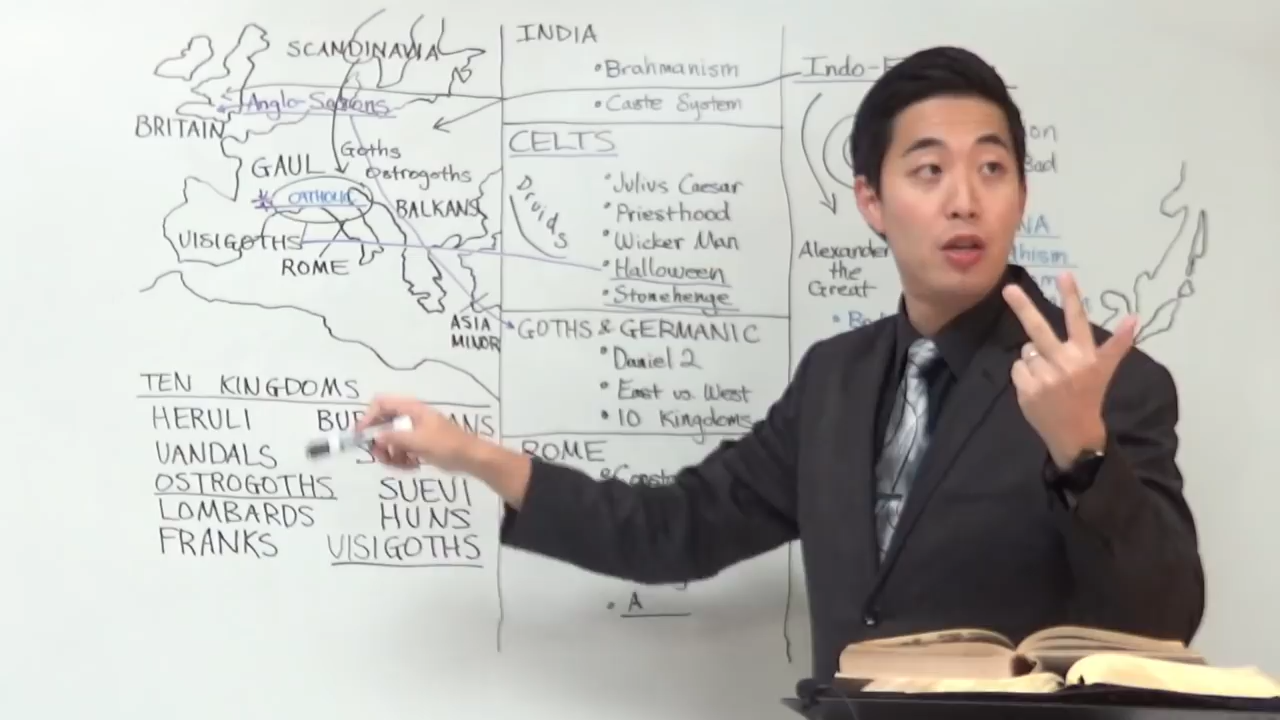 SCANDINAVIA
Anglo-Saxons
BRITAIN
Goths
GAUL
Ostrogoths
CATHOLIC
BALKANS
VISIGOTHS
ROME
ASIA
MINOR
TEN KINGDOMS
HERULI
VANDALS
OSTROGOTHS
SUEVI
LOMBARDS
HUNS
FRANKS
VISIGOTHS
INDIA
• Brahmanism
• Caste System
CELTS
Druids
• Julius Caesar
• Priesthood
• Wicker Man
• Halloween
• Stonehenge
GOTHS & GERMANIC
• Daniel 2
• East vs. West
• 10 Kingdoms
ROME
• A
Alexander
the
Great